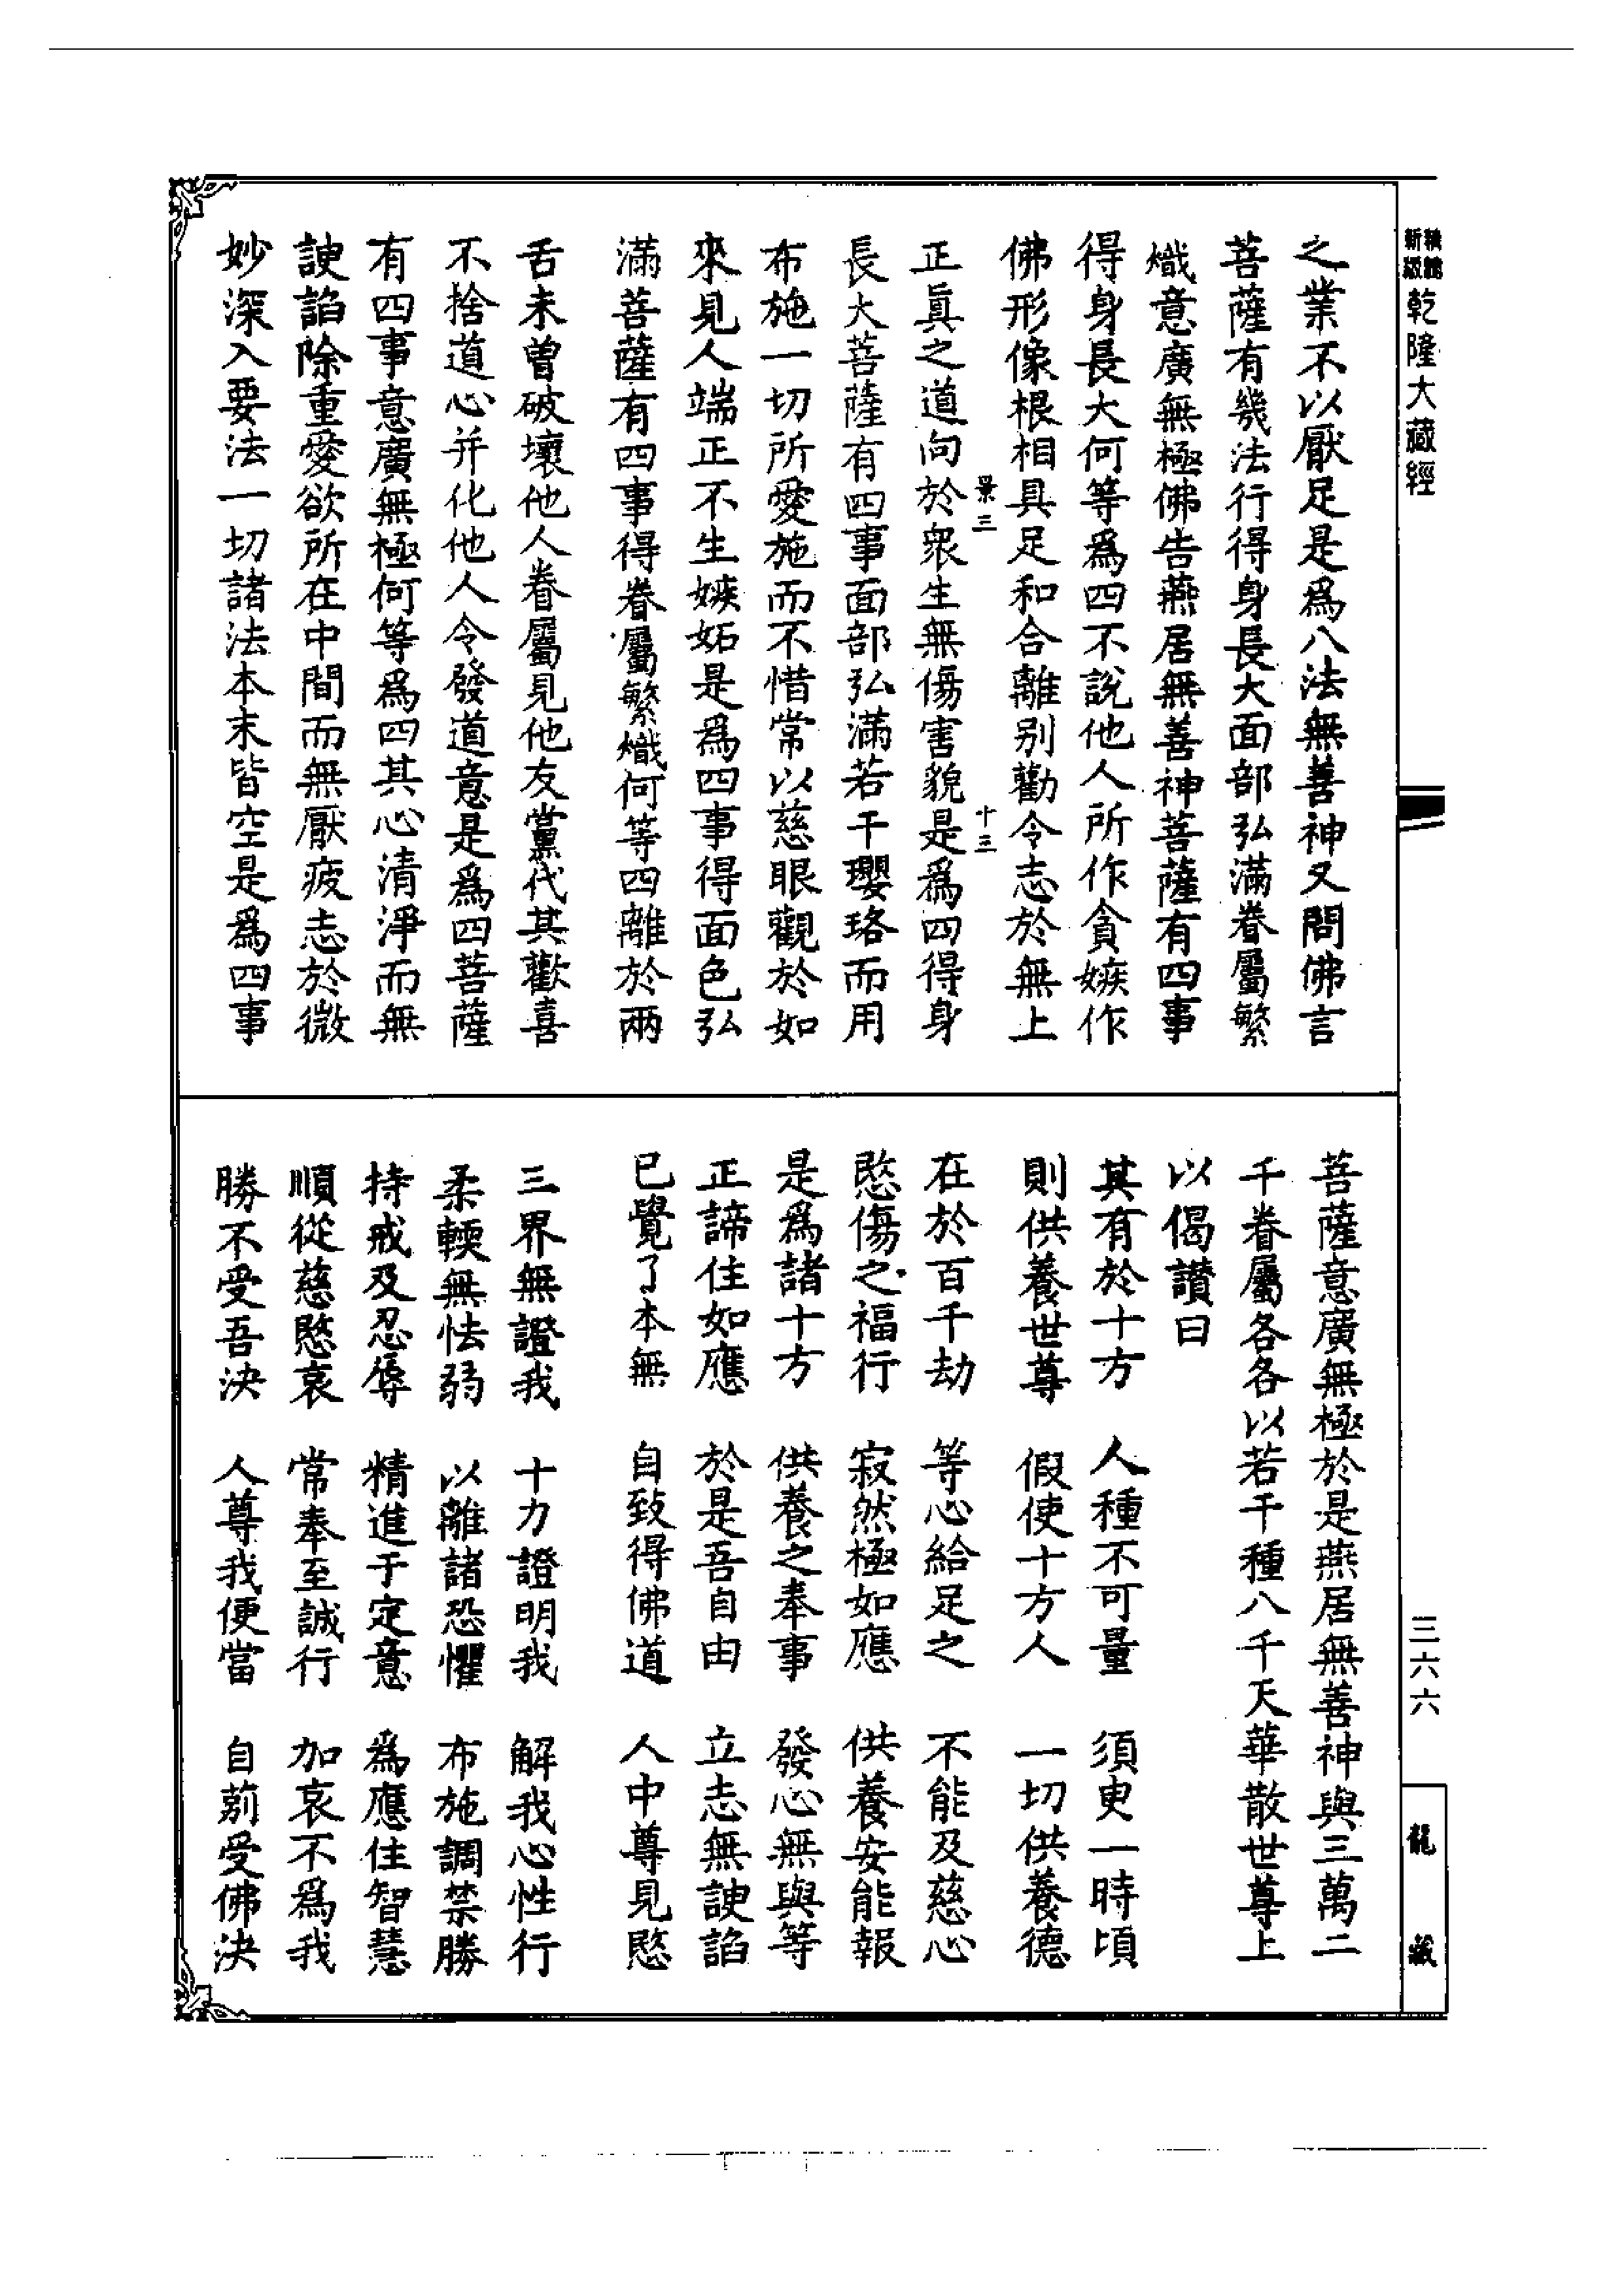 乾隆大藏經
之業不以厭足是爲八法無善神又問佛言
菩薩有幾法行得身長大面部弘滿眷屬繁
熾意廣無極佛告燕居無善神菩薩有四事
得身長大何等爲四不說他人所作貪嫉作
佛形像根相具足和合離別勸令志於無上
景三 十三
正眞之道向於衆生無傷害貌是爲四得身
長大菩薩有四事面部弘滿若干瓔珞而用
布施一切所愛施而不惜常以慈眼觀於如
來見人端正不生嫉妬是爲四事得面色弘
滿菩薩有四事得眷屬繁熾何等四離於兩
舌未曾破壞他人眷屬見他友黨代其歡喜
不捨道心并化他人令發道意是爲四菩薩
有四事意廣無極何等爲四其心清淨而無
諛諂除重愛欲所在中間而無厭疲志於微
妙深入要法一切諸法本末皆空是爲四事
菩薩意廣無極於是燕居無善神與三萬二
千眷屬各各以若干種八千天華散世尊上
以偈讚曰
其有於十方 人種不可量 須臾一時頃
則供養世尊 假使十方人 一切供養德
在於百千劫 等心給足之 不能及慈心
愍傷之福行 寂然極如應 供養安能報
是爲諸十方 供養之奉事 發心無與等
正諦住如應 於是吾自由 立志無諛諂
已覺了本無 自致得佛道 人中尊見愍
三界無證我 十力證明我 解我心性行
柔輭無怯弱 以離諸恐懼 布施調禁勝
持戒及忍辱 精進于定意 爲應住智慧
順從慈愍哀 常奉至誠行 加哀不爲我
勝不受吾決 人尊我便當 自莂受佛決
三六六
龍藏